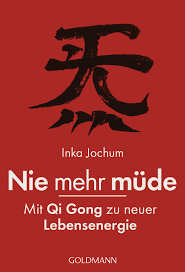 炁
Inka Jochum
Nie mehr müde
Mit Qi Gong zu neuer
Lebensenergie
GOLDMANN